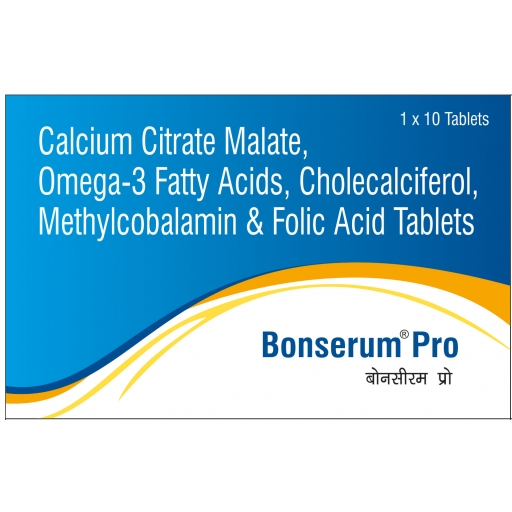 1 x 10 Tablets
Calcium Citrate Malate,
Omega-3 Fatty Acids, Cholecalciferol,
Methylcobalamin & Folic Acid Tablets
Bonserum® Pro
बोनसीरम प्रो